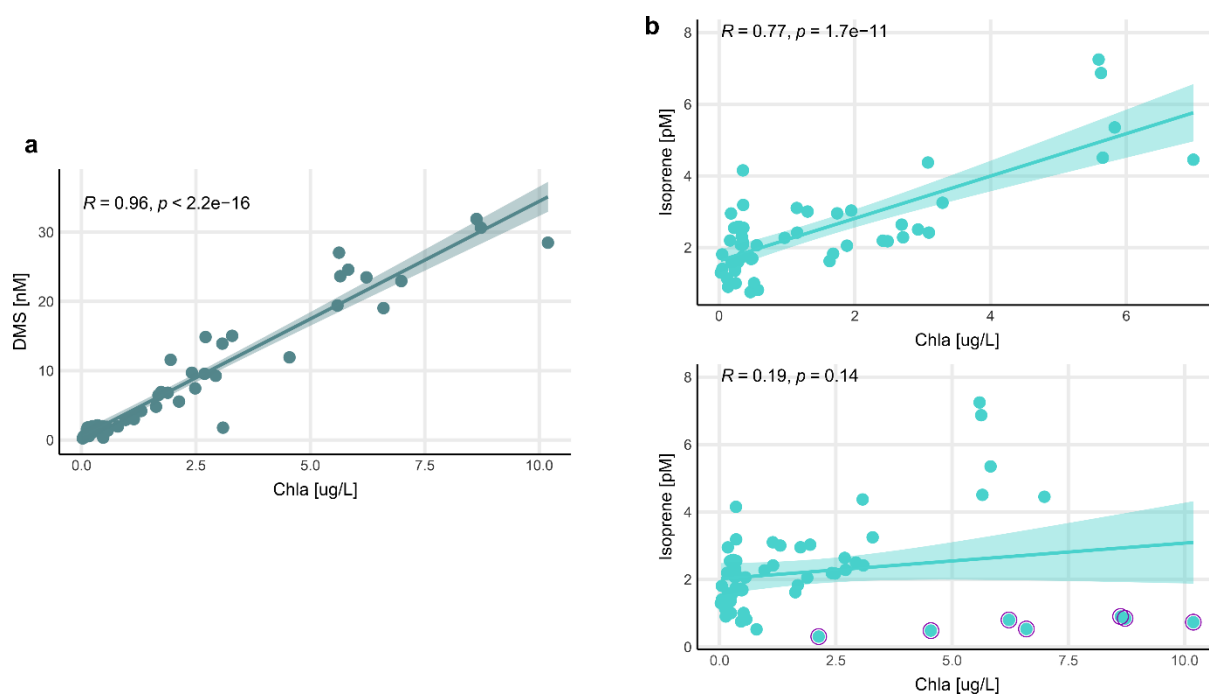 a
R = 0.96, p < 2.2e−16
30
20
10
0
DMS [nM]
0.0 2.5 5.0 7.5 10.0
Chla [ug/L]
b
R = 0.77, p = 1.7e−11
8
6
4
2
0
Isoprene [pM]
0 2 4 6
Chla [ug/L]
R = 0.19, p = 0.14
8
6
4
2
0
Isoprene [pM]
0.0 2.5 5.0 7.5 10.0
Chla [ug/L]